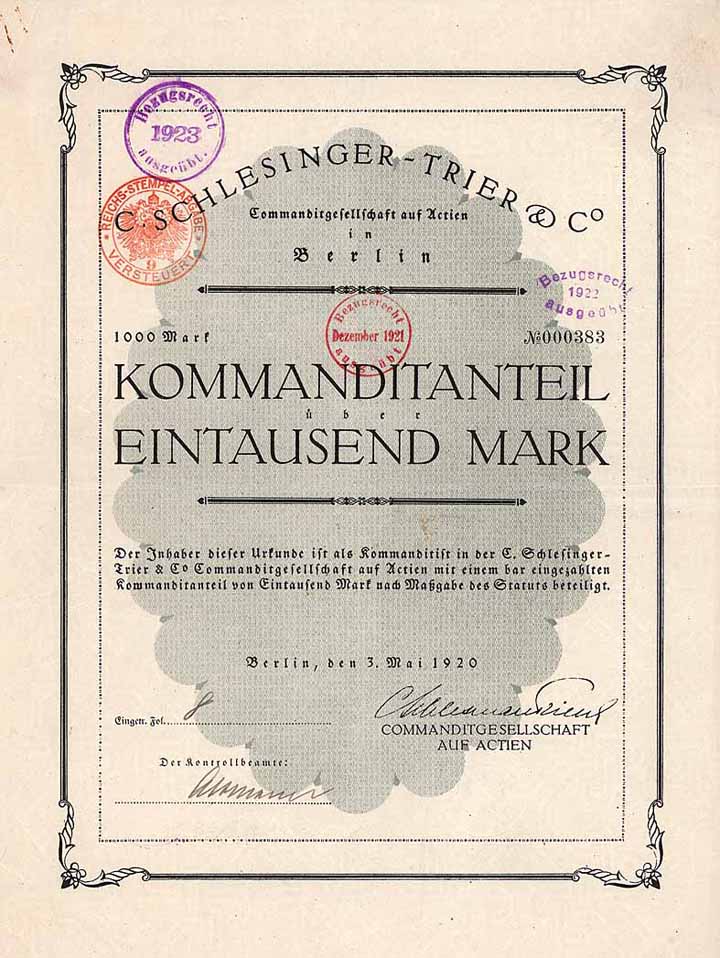 Bezugsrecht
1923
ausgeübt.
C. SCHLESINGER-TRIER & Cº
REICHS-STEMPEL-ABGABE
9
VERSTEUERT
Commanditgesellschaft auf Actien
in
Berlin
Bezugsrecht
1922
ausgeübt
Bezugsrecht
Dezember 1921
ausgeübt
1000 Mark
№000383
KOMMANDITANTEIL
über
EINTAUSEND MARK
Der Inhaber dieser Urkunde ist als Kommanditist in der C. Schlesinger-
Trier & Cº Commanditgesellschaft auf Actien mit einem bar eingezahlten
Kommanditanteil von Eintausend Mark nach Maßgabe des Statuts beteiligt.
Berlin, den 3. Mai 1920
Eingetr. Fol. 8
COMMANDITGESELLSCHAFT
AUF ACTIEN
Der Kontrollbeamte: